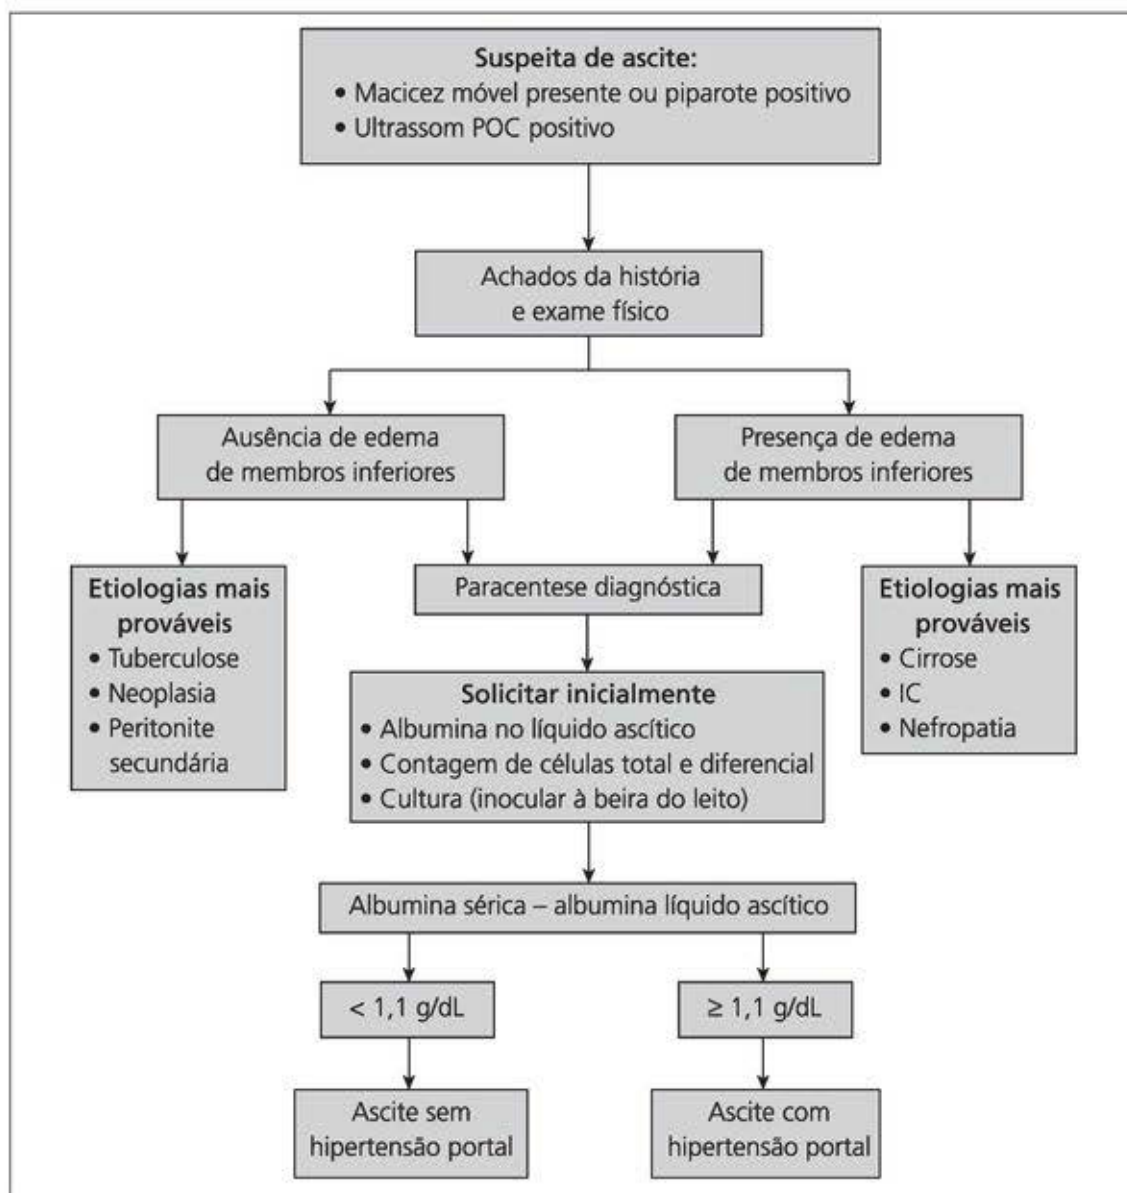 Suspeita de ascite:
• Macicez móvel presente ou piparote positivo
• Ultrassom POC positivo
Achados da história
e exame físico
Ausência de edema
de membros inferiores
Presença de edema
de membros inferiores
Etiologias mais
prováveis
• Tuberculose
• Neoplasia
• Peritonite
secundária
Paracentese diagnóstica
Etiologias mais
prováveis
• Cirrose
• IC
• Nefropatia
Solicitar inicialmente
• Albumina no líquido ascítico
• Contagem de células total e diferencial
• Cultura (inocular à beira do leito)
Albumina sérica – albumina líquido ascítico
< 1,1 g/dL
≥ 1,1 g/dL
Ascite sem
hipertensão portal
Ascite com
hipertensão portal